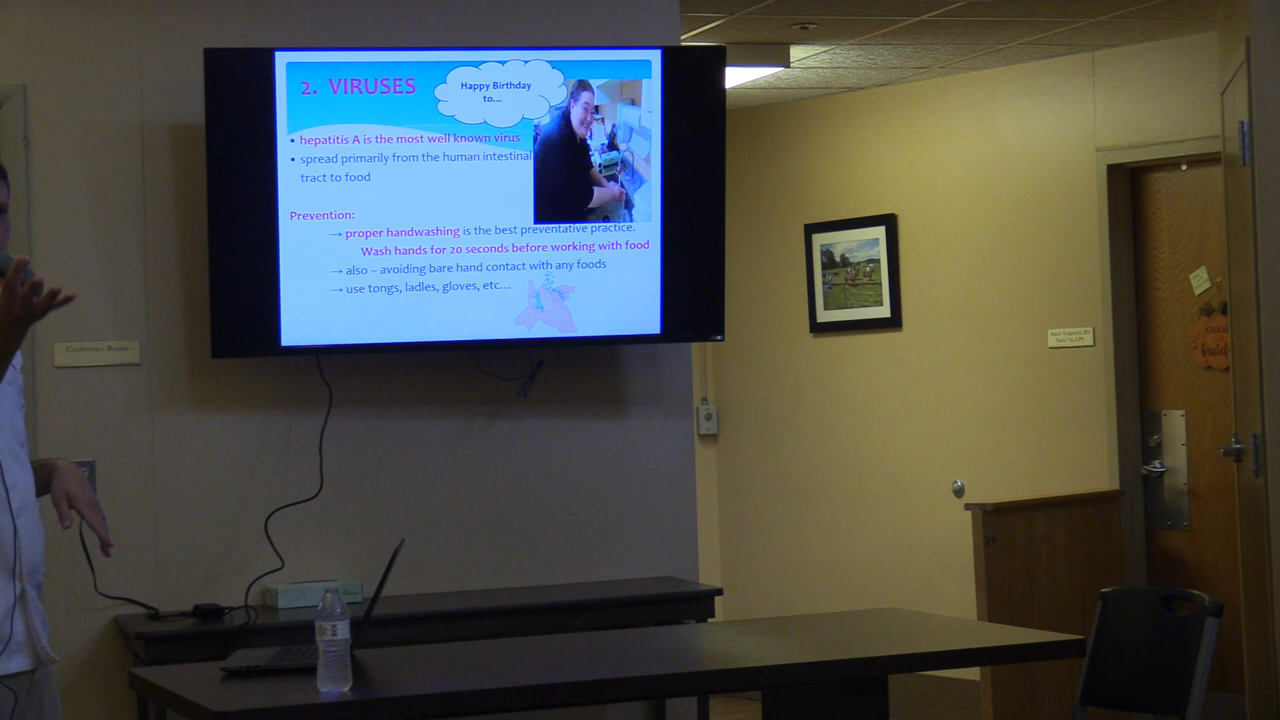 2. VIRUSES
Happy Birthday
to...
• hepatitis A is the most well known virus
• spread primarily from the human intestinal
tract to food
Prevention:
→ proper handwashing is the best preventative practice.
Wash hands for 20 seconds before working with food
→ also – avoiding bare hand contact with any foods
→ use tongs, ladles, gloves, etc...
Conference Room